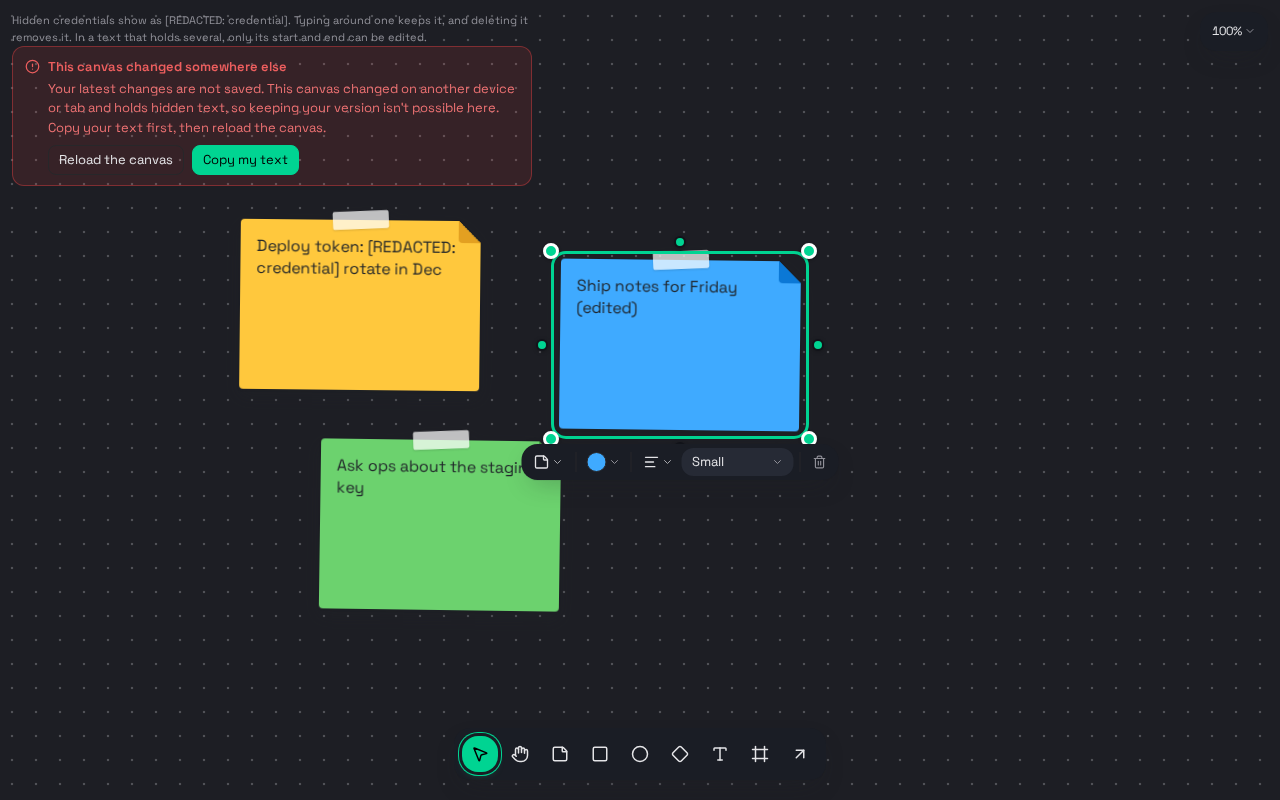 Hidden credentials show as [REDACTED: credential]. Typing around one keeps it, and deleting it
removes it. In a text that holds several, only its start and end can be edited.
100%
This canvas changed somewhere else
Your latest changes are not saved. This canvas changed on another device
or tab and holds hidden text, so keeping your version isn't possible here.
Copy your text first, then reload the canvas.
Reload the canvas
Copy my text
Deploy token: [REDACTED:
credential] rotate in Dec
Ship notes for Friday
(edited)
Ask ops about the
key
Small